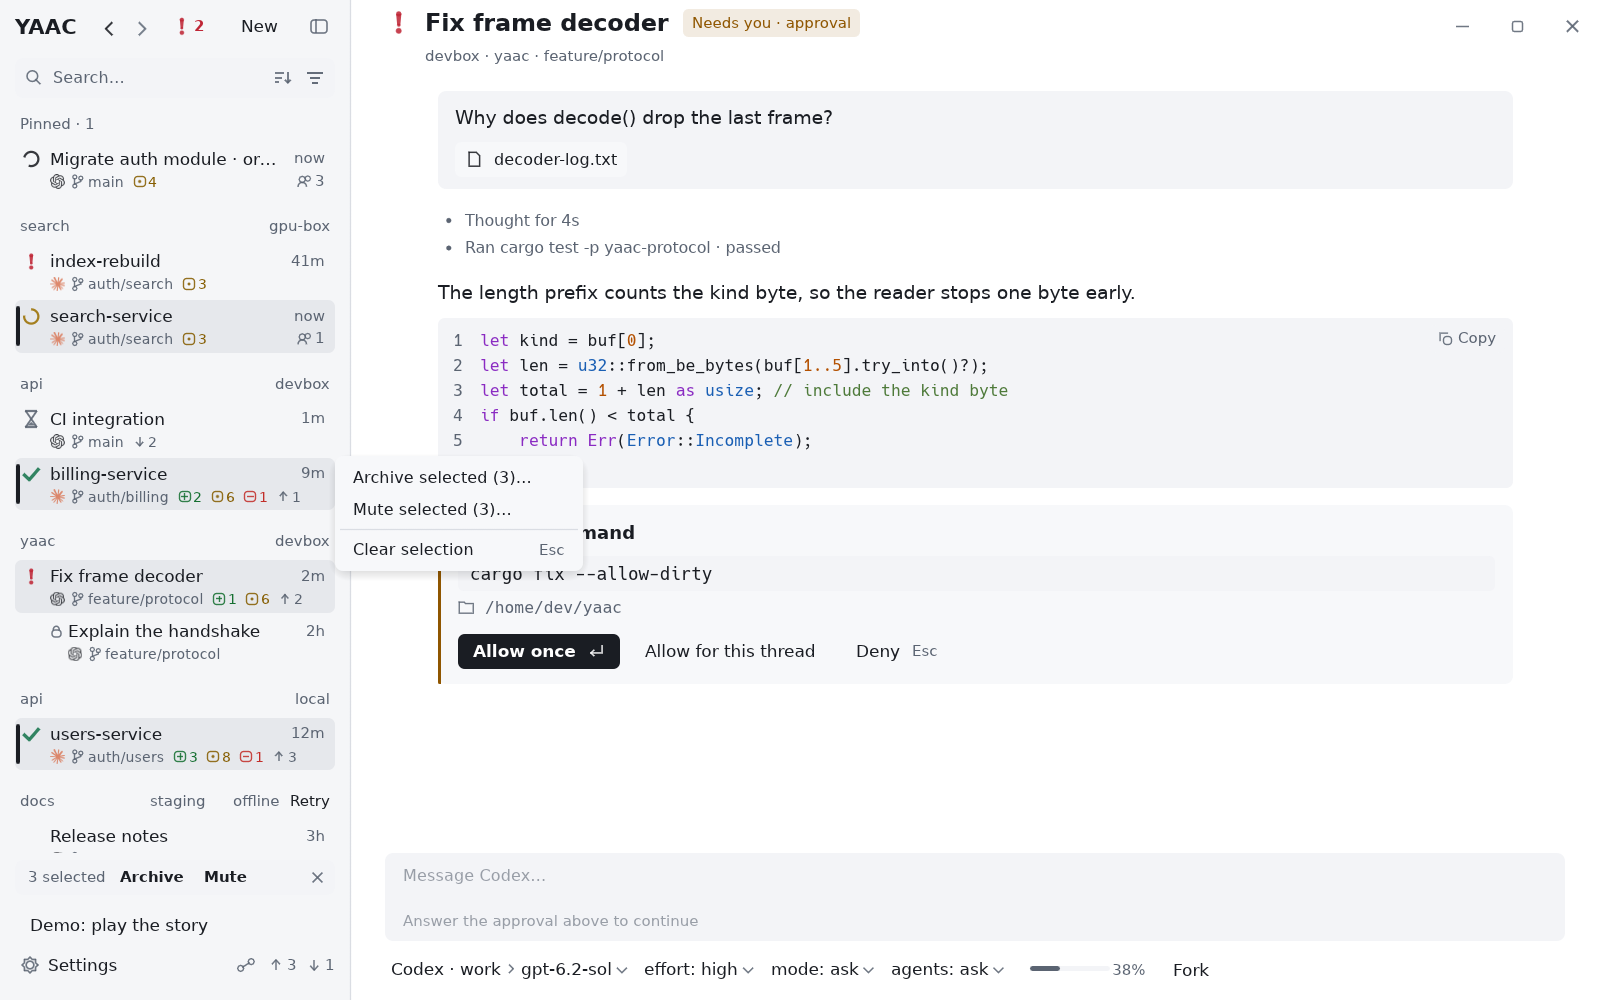 YAAC
2
New
Search...
Pinned · 1
Migrate auth module · or... now
main 4 3
search gpu-box
index-rebuild 41m
auth/search 3
search-service now
auth/search 3 1
api devbox
CI integration 1m
main ↓2
billing-service 9m
auth/billing 2 6 1 ↑1
yaac devbox
Fix frame decoder 2m
feature/protocol 1 6 ↑2
Explain the handshake 2h
feature/protocol
api local
users-service 12m
auth/users 3 8 1 ↑3
docs staging offline Retry
Release notes 3h
3 selected Archive Mute
Demo: play the story
Settings ↑3 ↓1
Fix frame decoder Needs you · approval
devbox · yaac · feature/protocol
Why does decode() drop the last frame?
decoder-log.txt
• Thought for 4s
• Ran cargo test -p yaac-protocol · passed
The length prefix counts the kind byte, so the reader stops one byte early.
Copy
1 let kind = buf[0];
2 let len = u32::from_be_bytes(buf[1..5].try_into()?);
3 let total = 1 + len as usize; // include the kind byte
4 if buf.len() < total {
5     return Err(Error::Incomplete);
Archive selected (3)...
Mute selected (3)...
Clear selection Esc
cargo fix --allow-dirty
/home/dev/yaac
Allow once ↵ Allow for this thread Deny Esc
Message Codex...
Answer the approval above to continue
Codex · work > gpt-6.2-sol effort: high mode: ask agents: ask 38% Fork